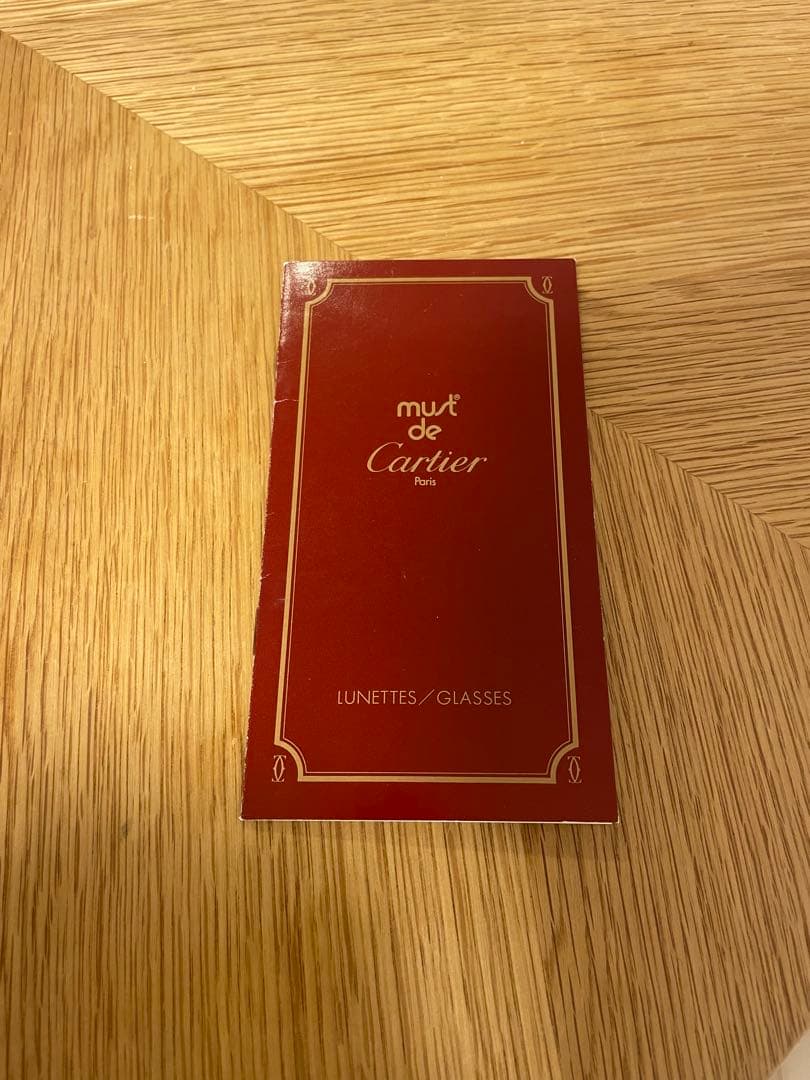 must®
de
Cartier
Paris
LUNETTES/GLASSES